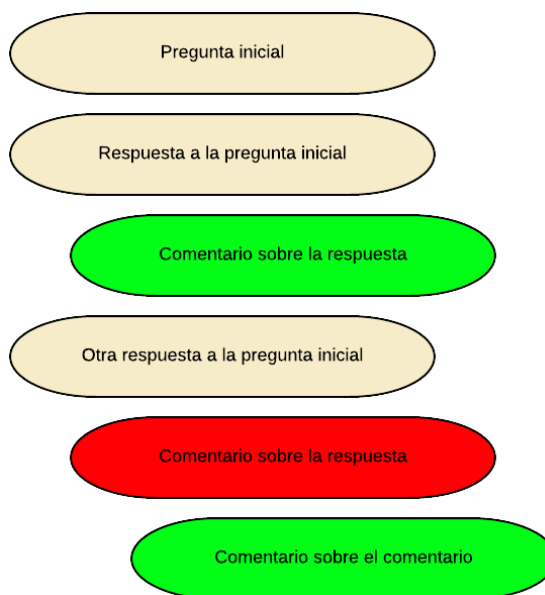 Pregunta inicial
Respuesta a la pregunta inicial
Comentario sobre la respuesta
Otra respuesta a la pregunta inicial
Comentario sobre la respuesta
Comentario sobre el comentario